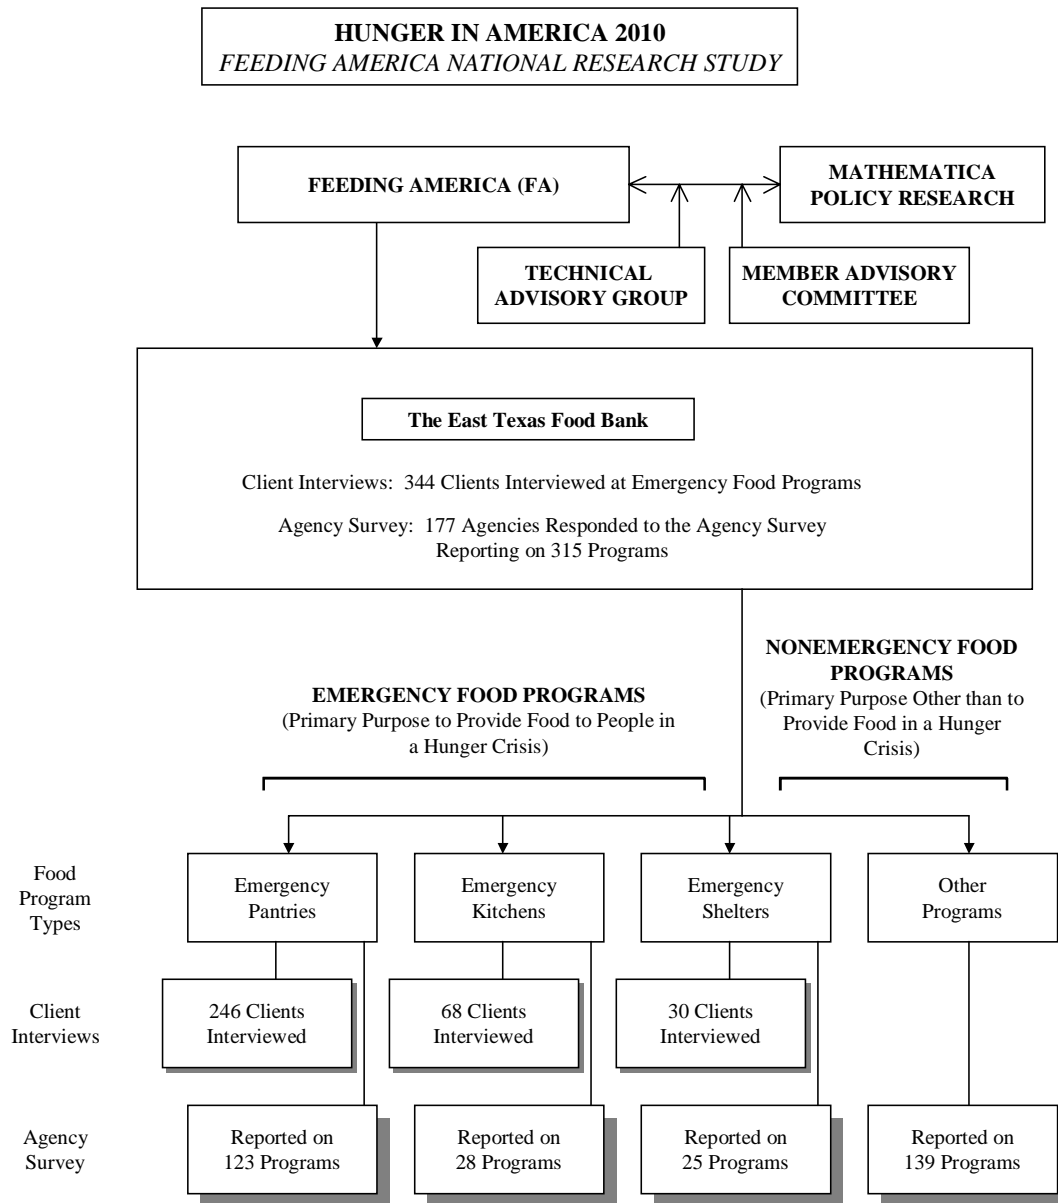 HUNGER IN AMERICA 2010
FEEDING AMERICA NATIONAL RESEARCH STUDY
FEEDING AMERICA (FA)
MATHEMATICA
POLICY RESEARCH
TECHNICAL
ADVISORY GROUP
MEMBER ADVISORY
COMMITTEE
The East Texas Food Bank
Client Interviews: 344 Clients Interviewed at Emergency Food Programs
Agency Survey: 177 Agencies Responded to the Agency Survey
Reporting on 315 Programs
EMERGENCY FOOD PROGRAMS
(Primary Purpose to Provide Food to People in
a Hunger Crisis)
NONEMERGENCY FOOD
PROGRAMS
(Primary Purpose Other than to
Provide Food in a Hunger
Crisis)
Food
Program
Types
Emergency
Pantries
Emergency
Kitchens
Emergency
Shelters
Other
Programs
Client
Interviews
246 Clients
Interviewed
68 Clients
Interviewed
30 Clients
Interviewed
Agency
Survey
Reported on
123 Programs
Reported on
28 Programs
Reported on
25 Programs
Reported on
139 Programs